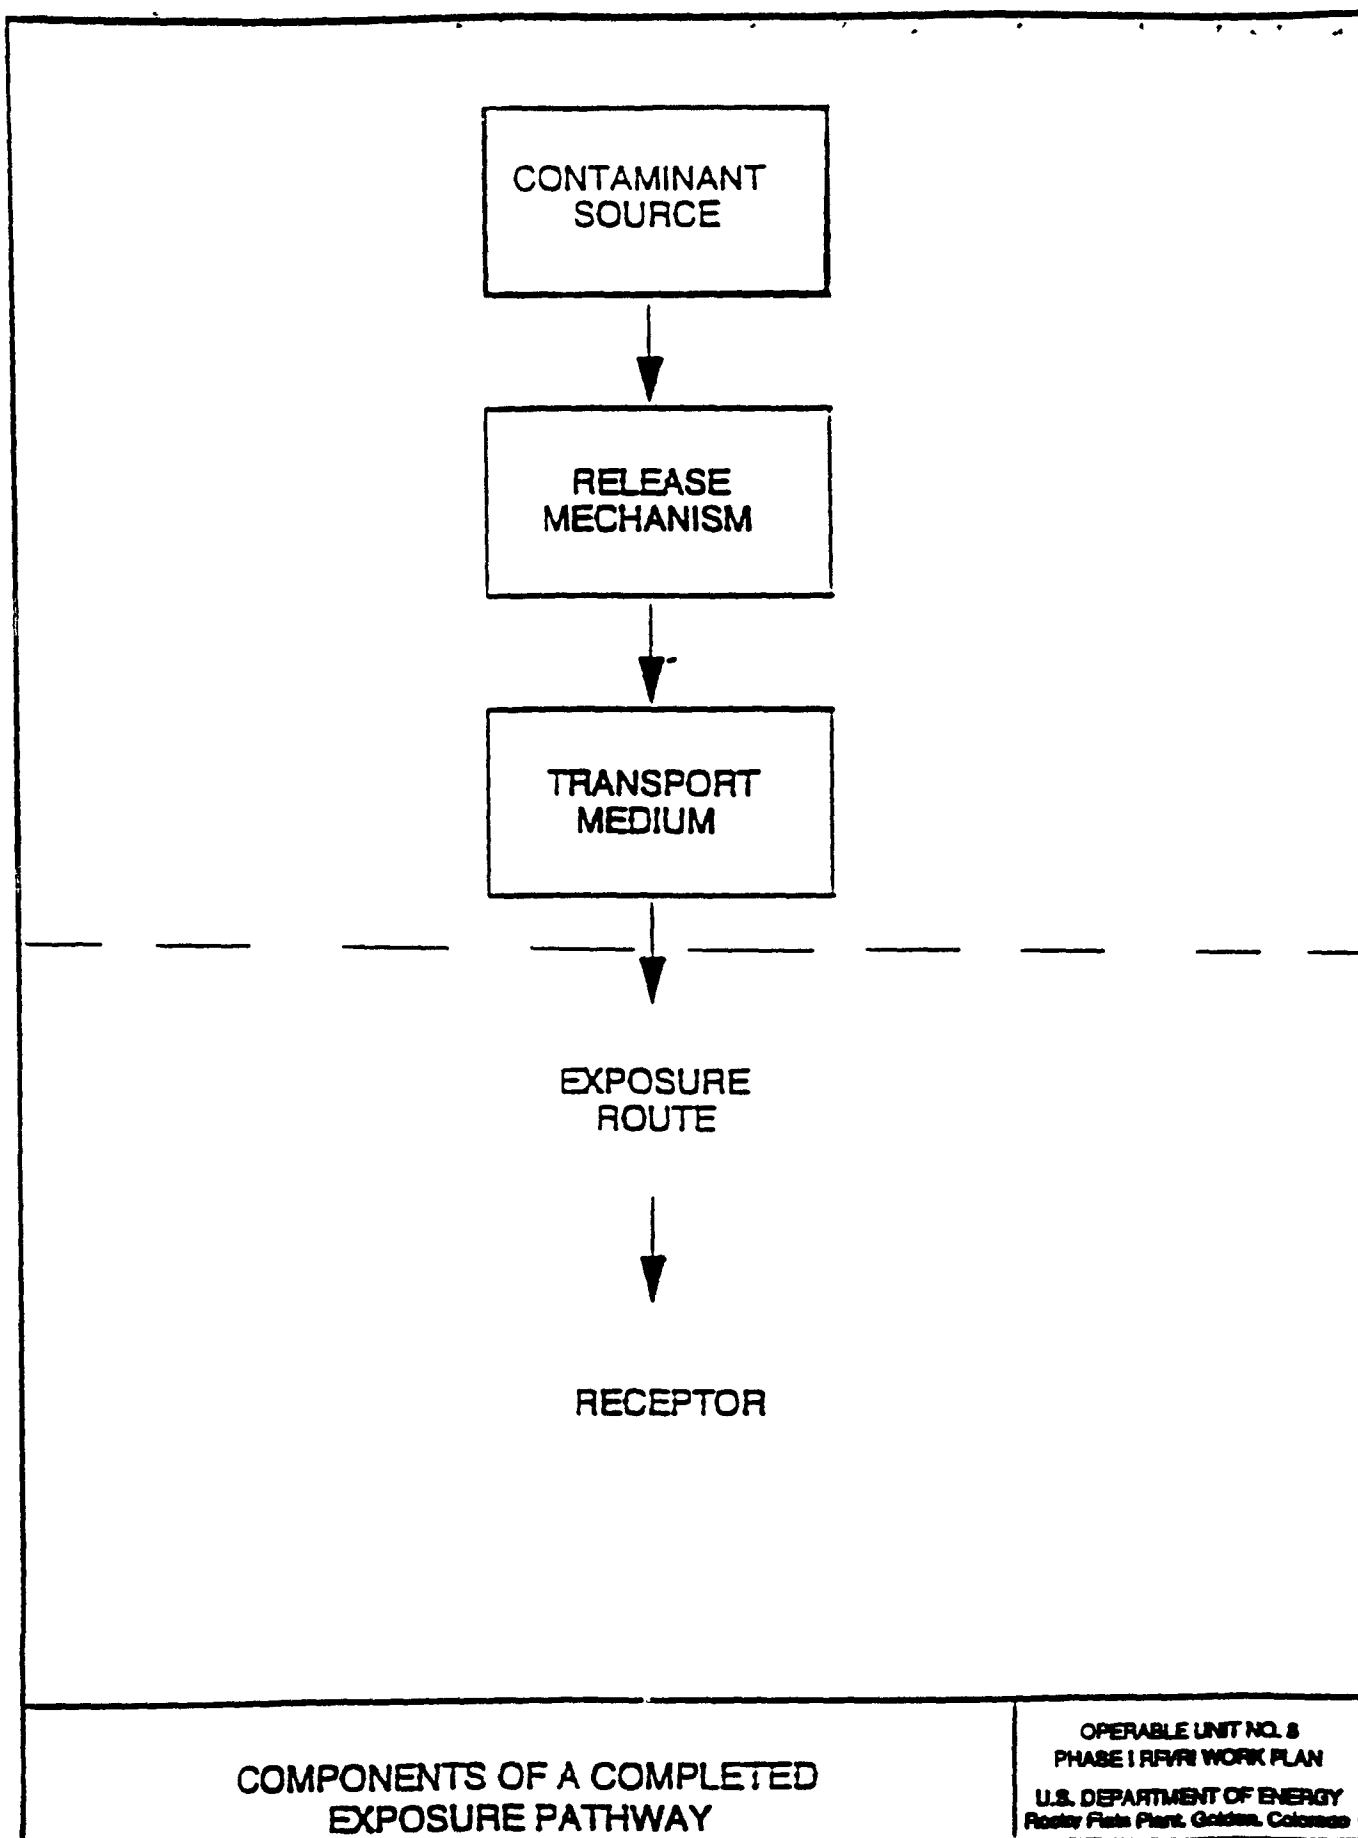 CONTAMINANT
SOURCE
RELEASE
MECHANISM
TRANSPORT
MEDIUM
EXPOSURE
ROUTE
RECEPTOR
COMPONENTS OF A COMPLETED
EXPOSURE PATHWAY
OPERABLE UNIT NO. 8
PHASE I RFI/RI WORK PLAN
U.S. DEPARTMENT OF ENERGY
Rocky Flats Plant, Golden, Colorado